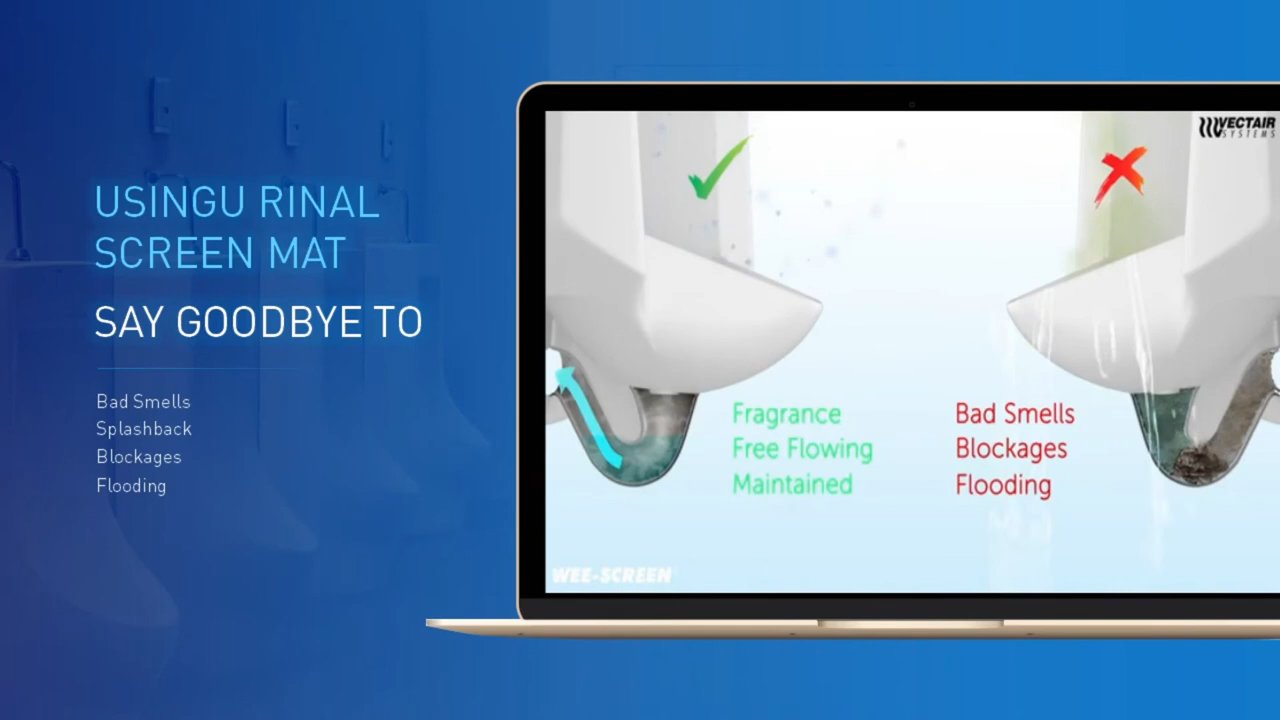 USINGU RINAL
SCREEN MAT
SAY GOODBYE TO
Bad Smells
Splashback
Blockages
Flooding
VECTAIR
SYSTEMS
Fragrance
Free Flowing
Maintained
Bad Smells
Blockages
Flooding
WEE-SCREEN